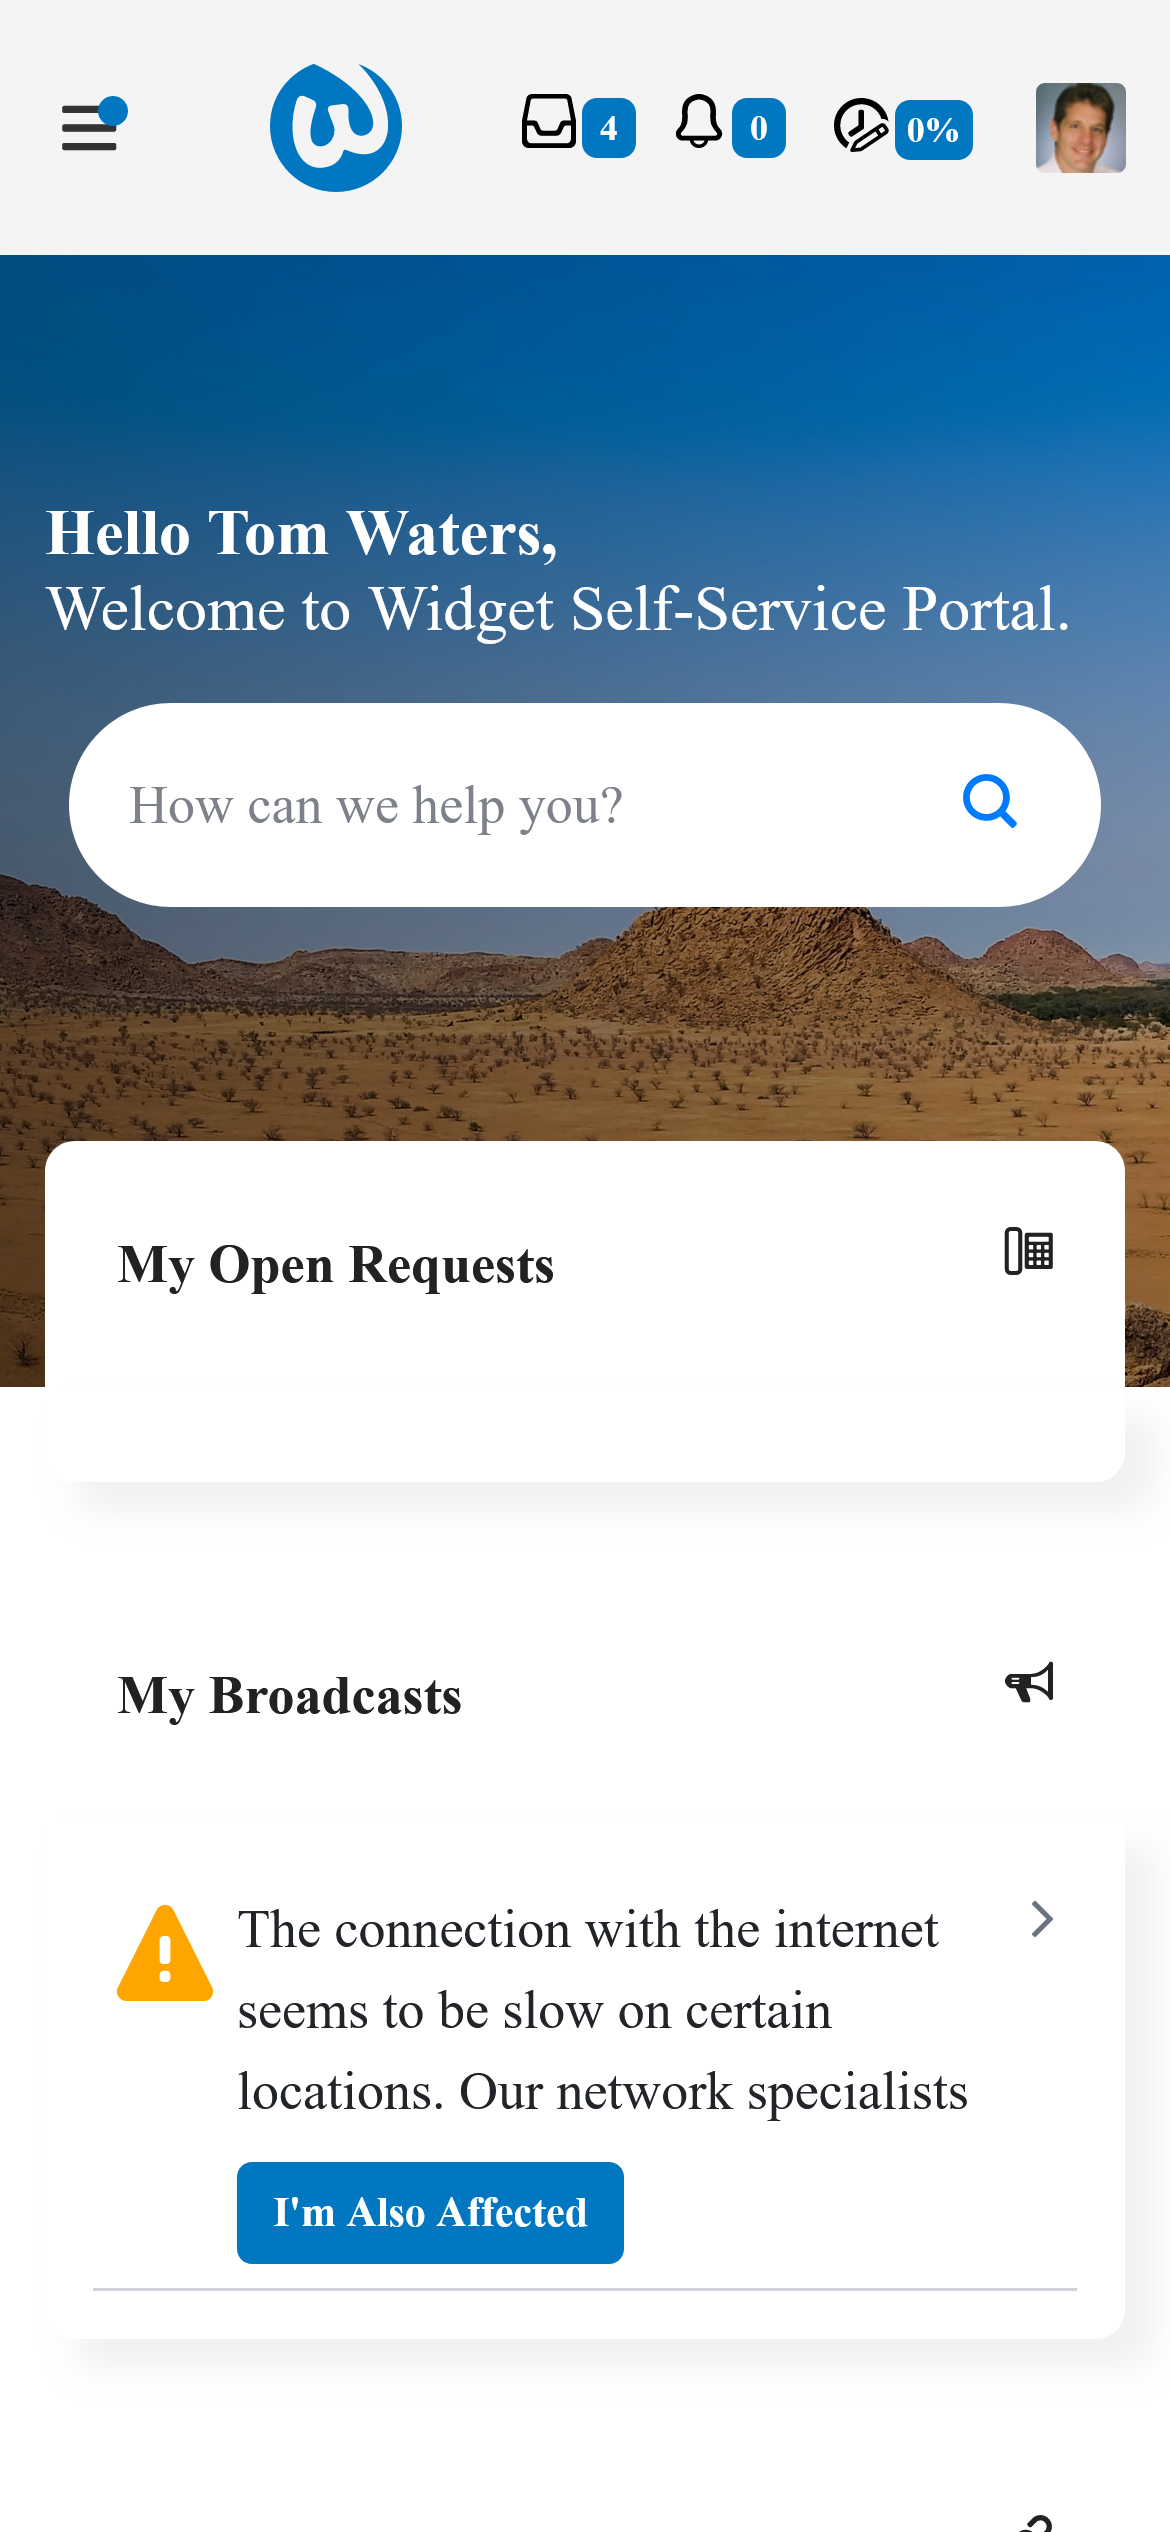 4
0
0%
Hello Tom Waters,
Welcome to Widget Self-Service Portal.
How can we help you?
My Open Requests
My Broadcasts
The connection with the internet
seems to be slow on certain
locations. Our network specialists
I'm Also Affected